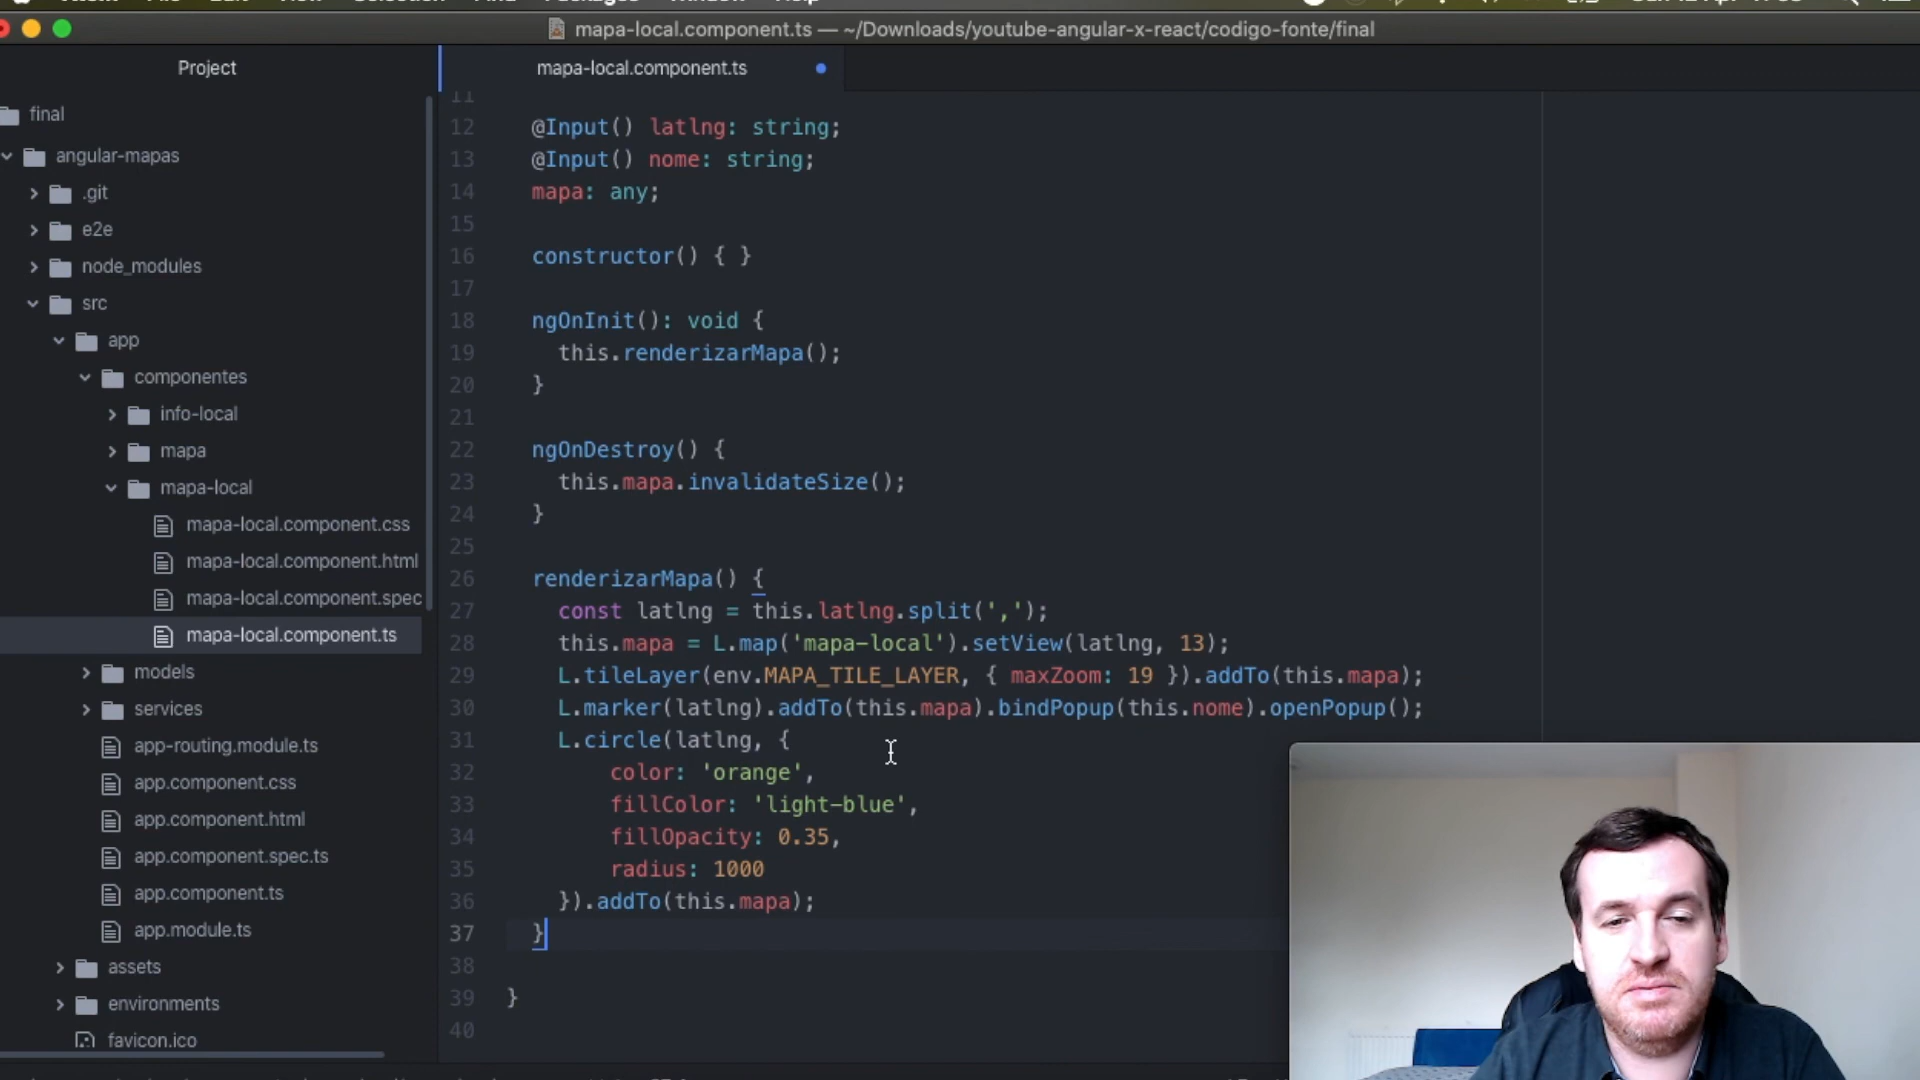 mapa-local.component.ts — ~/Downloads/youtube-angular-x-react/codigo-fonte/final
Project
mapa-local.component.ts
final
angular-mapas
.git
e2e
node_modules
src
app
componentes
info-local
mapa
mapa-local
mapa-local.component.css
mapa-local.component.html
mapa-local.component.spec
mapa-local.component.ts
models
services
app-routing.module.ts
app.component.css
app.component.html
app.component.spec.ts
app.component.ts
app.module.ts
assets
environments
favicon.ico
11
12 @Input() latlng: string;
13 @Input() nome: string;
14 mapa: any;
15
16 constructor() { }
17
18 ngOnInit(): void {
19 this.renderizarMapa();
20 }
21
22 ngOnDestroy() {
23 this.mapa.invalidateSize();
24 }
25
26 renderizarMapa() {
27 const latlng = this.latlng.split(',');
28 this.mapa = L.map('mapa-local').setView(latlng, 13);
29 L.tileLayer(env.MAPA_TILE_LAYER, { maxZoom: 19 }).addTo(this.mapa);
30 L.marker(latlng).addTo(this.mapa).bindPopup(this.nome).openPopup();
31 L.circle(latlng, {
32 color: 'orange',
33 fillColor: 'light-blue',
34 fillOpacity: 0.35,
35 radius: 1000
36 }).addTo(this.mapa);
37 }
38
39 }
40